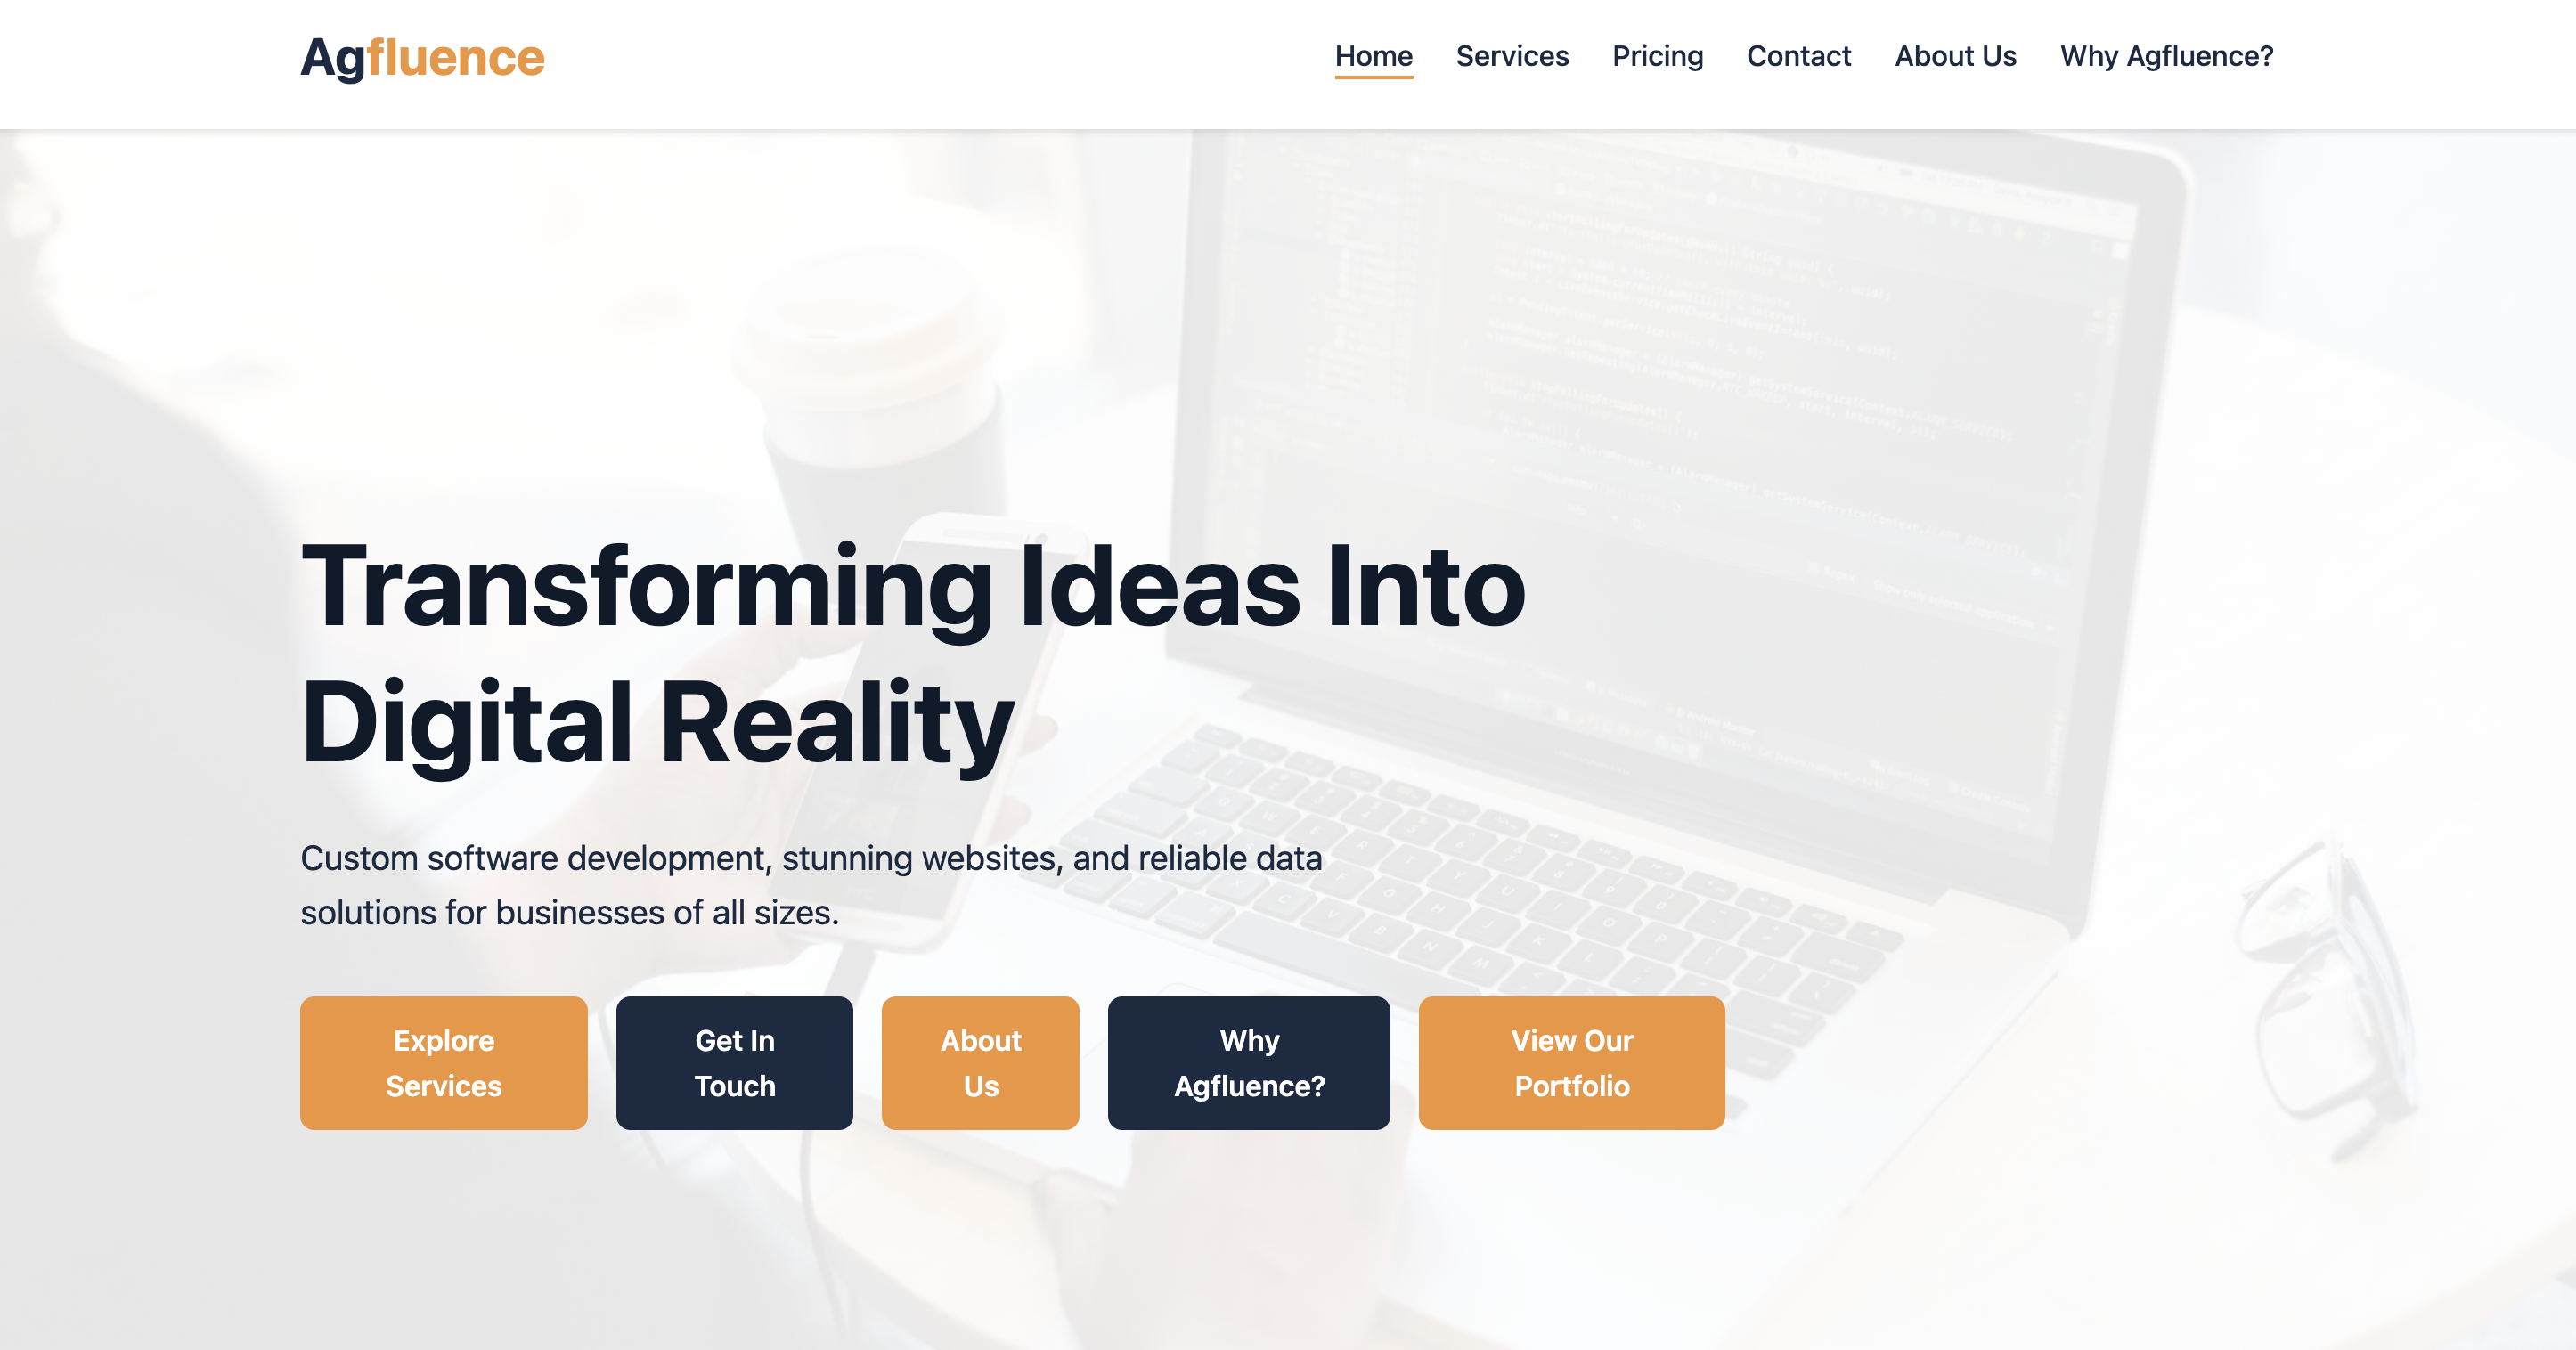 Agfluence
Home Services Pricing Contact About Us Why Agfluence?
Transforming Ideas Into
Digital Reality
Custom software development, stunning websites, and reliable data
solutions for businesses of all sizes.
Explore
Services
Get In
Touch
About
Us
Why
Agfluence?
View Our
Portfolio